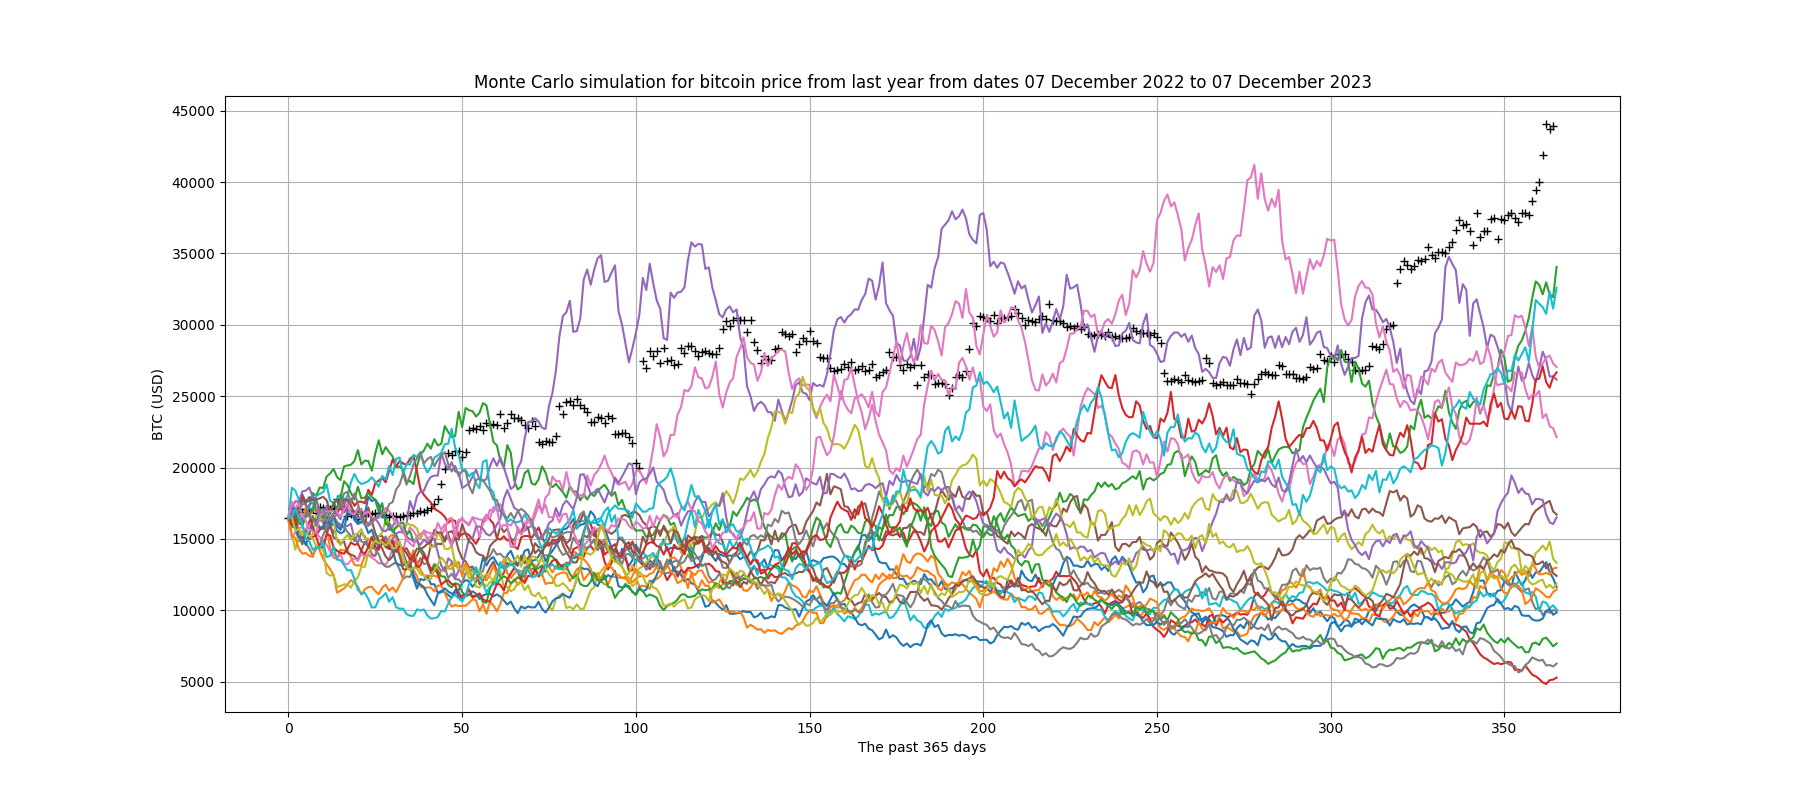 Monte Carlo simulation for bitcoin price from last year from dates 07 December 2022 to 07 December 2023
45000
40000
35000
30000
25000
20000
15000
10000
5000
BTC (USD)
0 50 100 150 200 250 300 350
The past 365 days